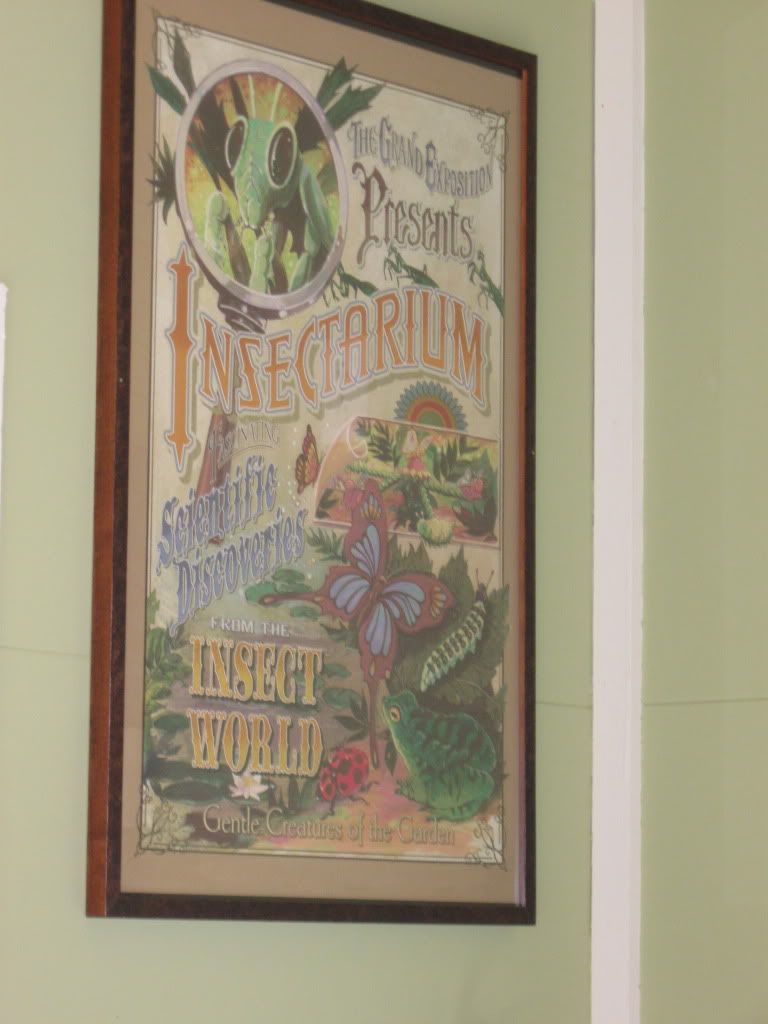 The Grand Exposition
Presents
Insectarium
Fascinating
Scientific
Discoveries
FROM THE
INSECT
WORLD
Gentle Creatures of the Garden